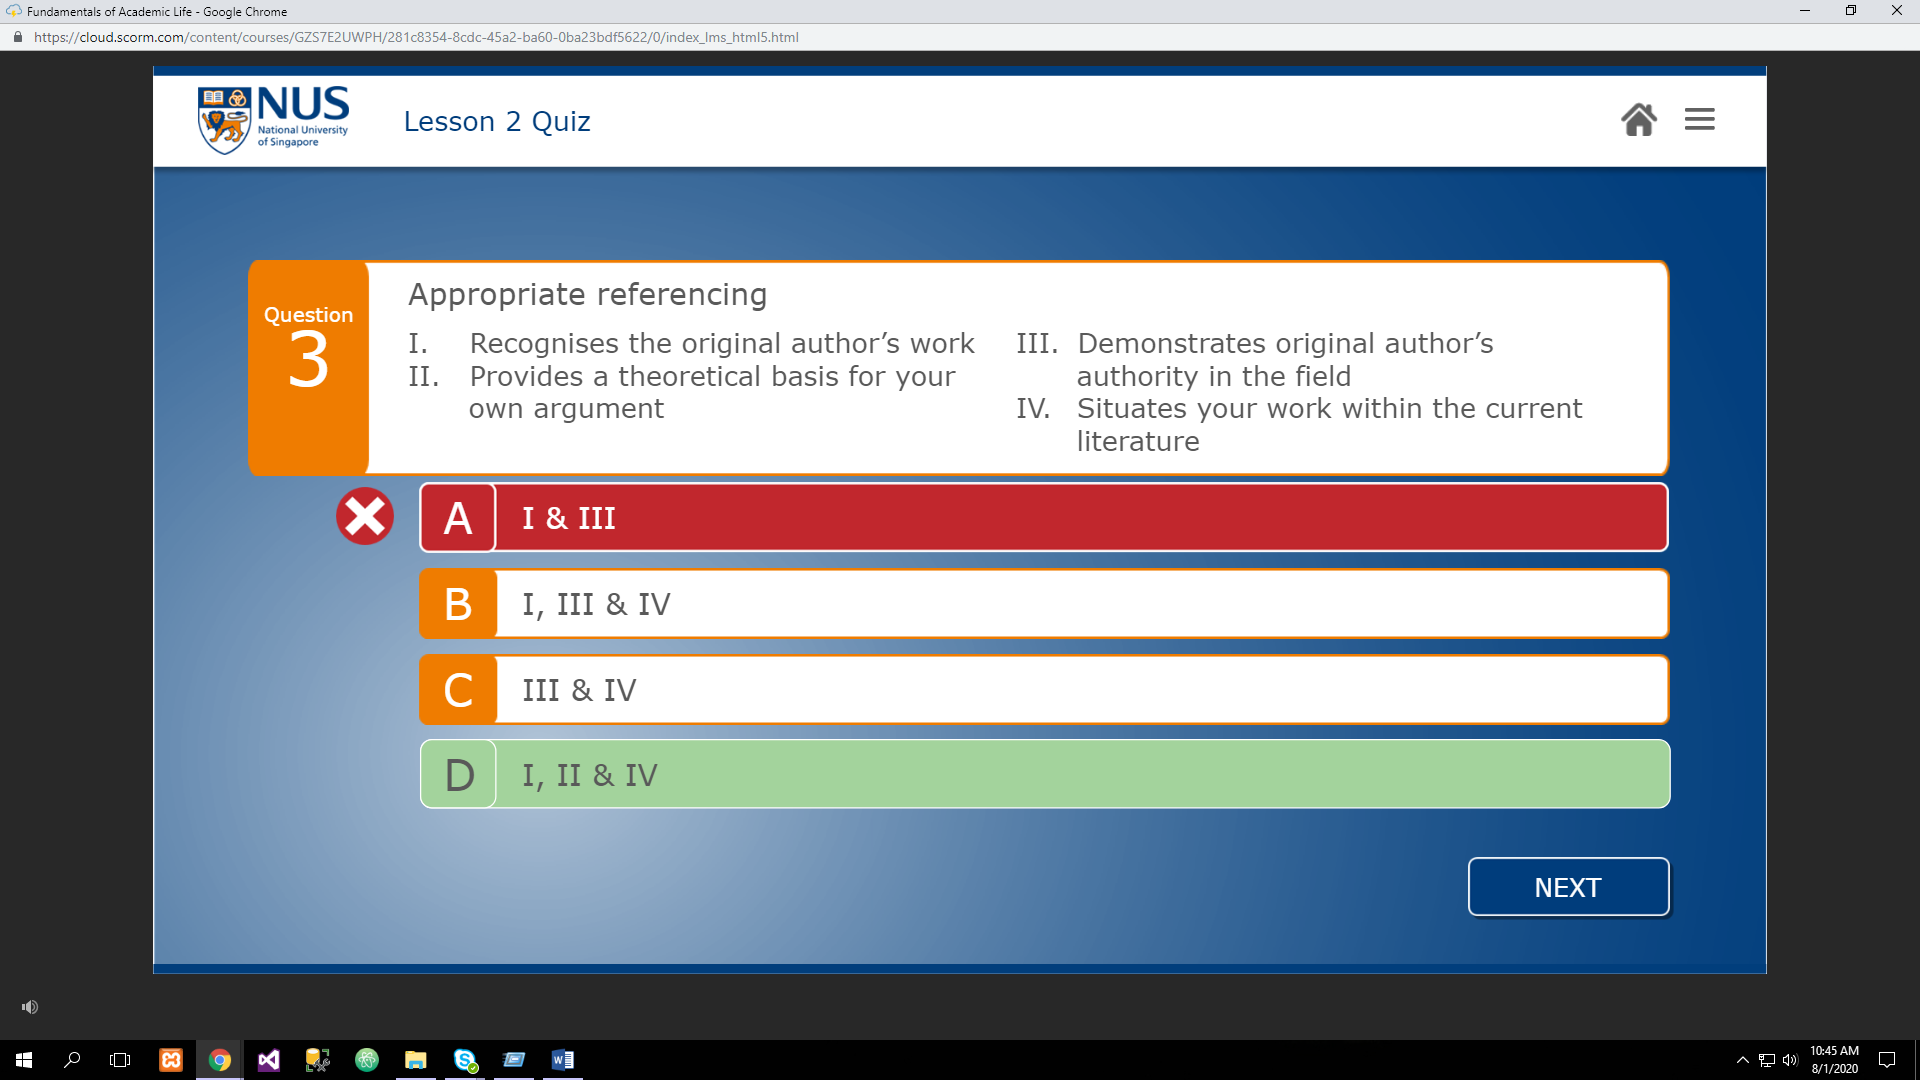 Fundamentals of Academic Life - Google Chrome
https://cloud.scorm.com/content/courses/GZS7E2UWPH/281c8354-8cdc-45a2-ba60-0ba23bdf5622/0/index_lms_html5.html
NUS
National University
of Singapore
Lesson 2 Quiz
Question
3
Appropriate referencing
I. Recognises the original author’s work
II. Provides a theoretical basis for your
own argument
III. Demonstrates original author’s
authority in the field
IV. Situates your work within the current
literature
A I & III
B I, III & IV
C III & IV
D I, II & IV
NEXT
10:45 AM
8/1/2020